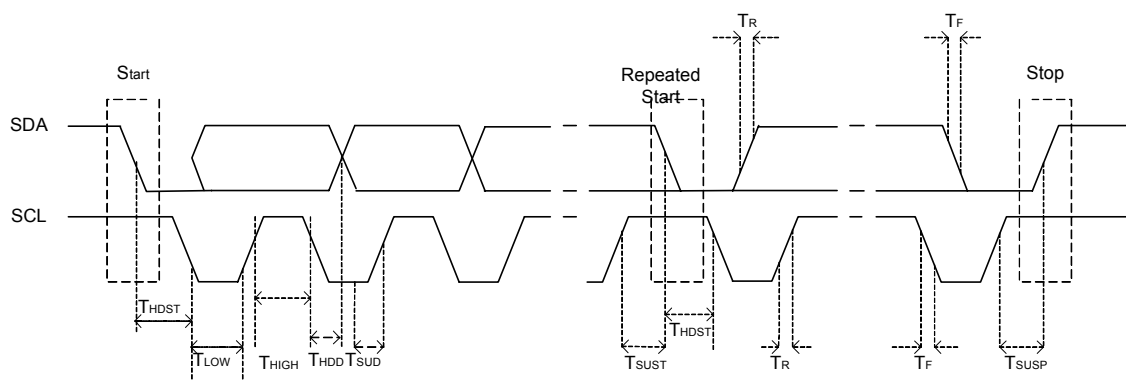 TR
TF
Start
Repeated
Start
Stop
SDA
SCL
THDST
TLOW
THIGH
THDD
TSUD
TSUST
THDST
TR
TF
TSUSP